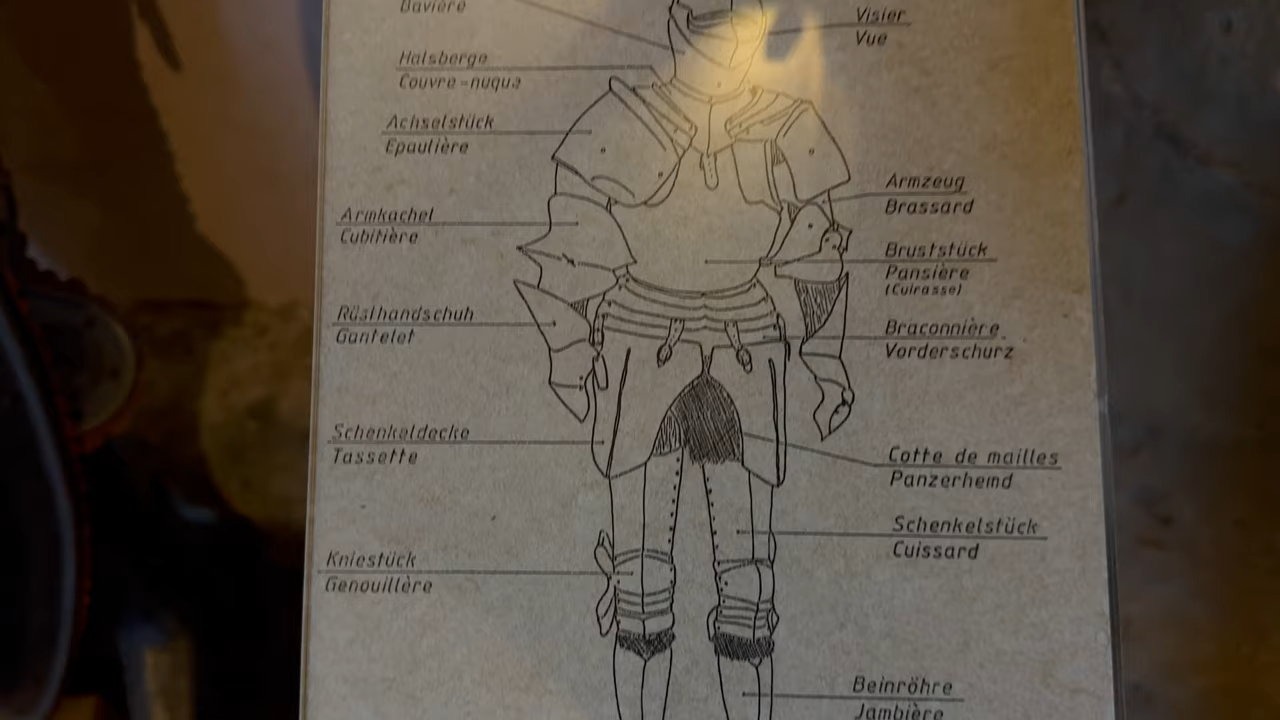 Bavière
Visier
Vue
Halsberge
Couvre-nuqua
Achselstück
Epaulière
Armzeug
Brassard
Armkachel
Cubitière
Bruststück
Pansière
(Cuirasse)
Rüsthandschuh
Gantelet
Braconnière
Vorderschurz
Schenkeldecke
Tassette
Cotte de mailles
Panzerhemd
Schenkelstück
Cuissard
Kniestück
Genouillère
Beinröhre
Jambière